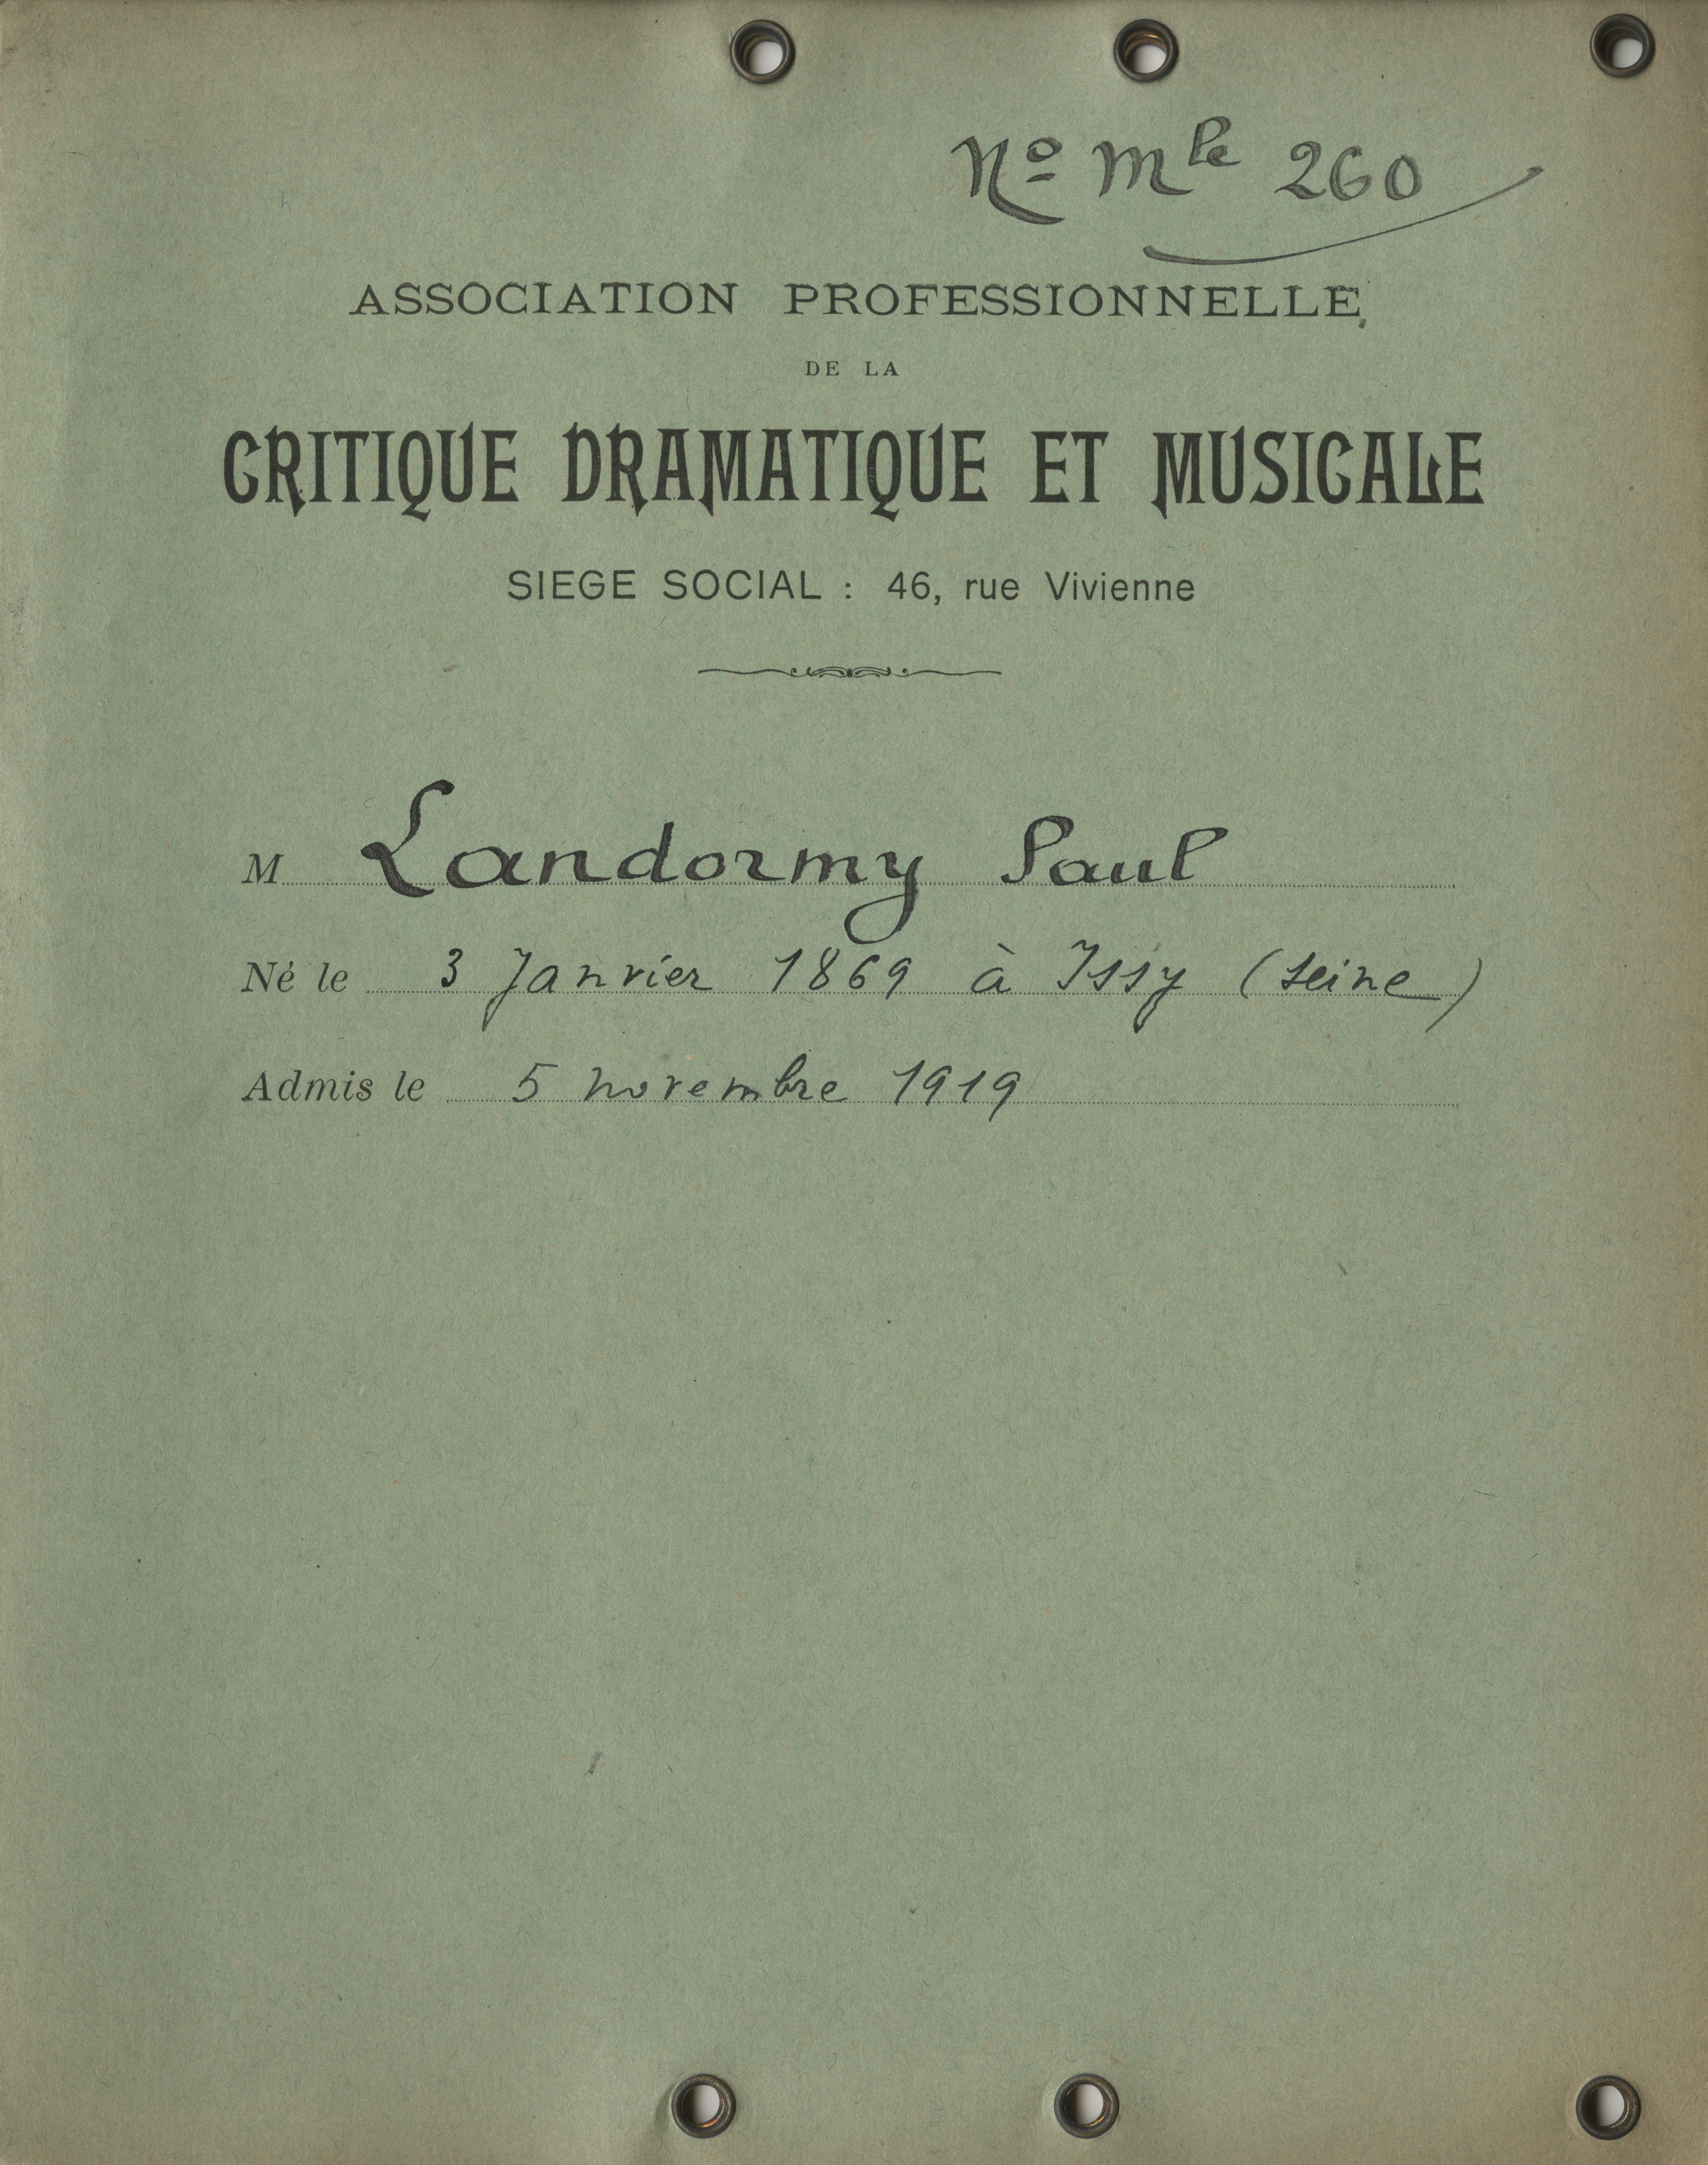 Nº Mle 260
ASSOCIATION PROFESSIONNELLE
DE LA
CRITIQUE DRAMATIQUE ET MUSICALE
SIEGE SOCIAL : 46, rue Vivienne
M Landormy Paul
Né le 3 Janvier 1869 à Issy (Seine)
Admis le 5 novembre 1919